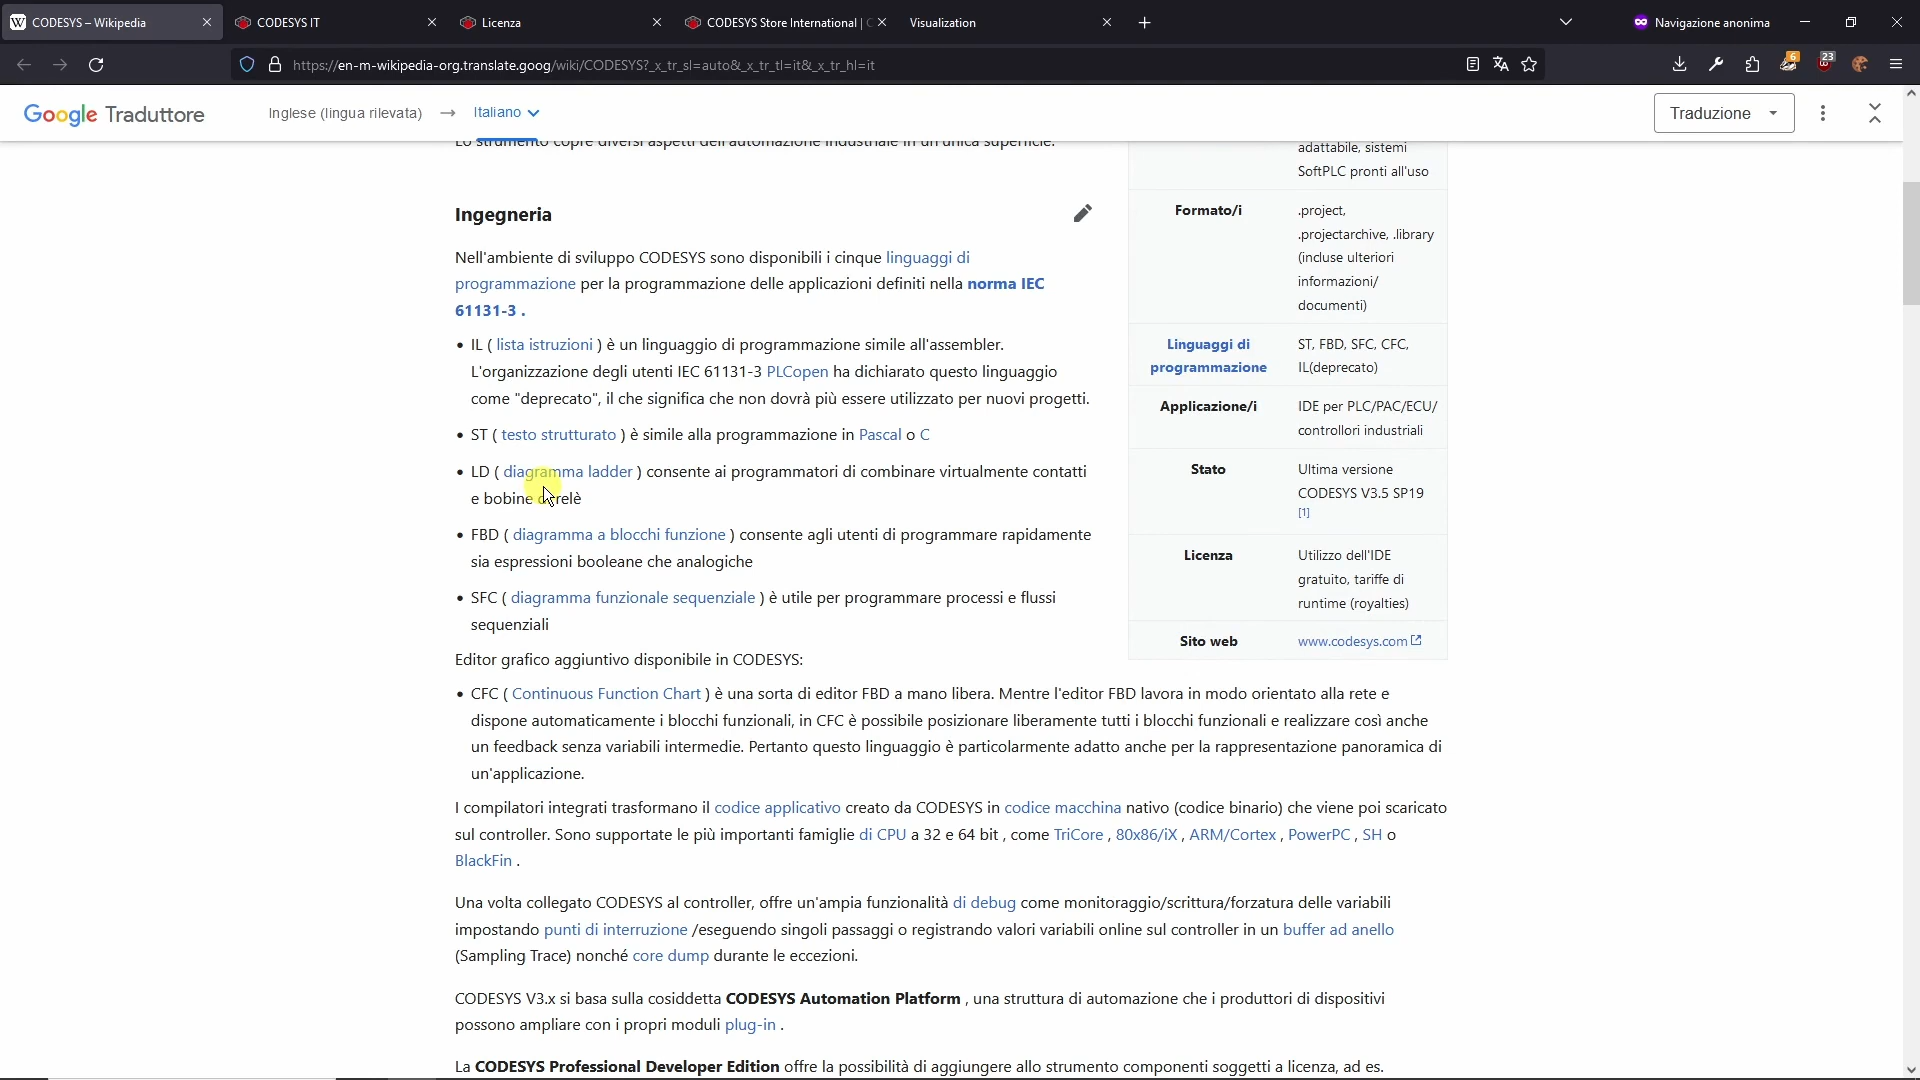 CODESYS – Wikipedia
CODESYS IT
Licenza
CODESYS Store International |
Visualization
Navigazione anonima
https://en-m-wikipedia-org.translate.goog/wiki/CODESYS?_x_tr_sl=auto&_x_tr_tl=it&_x_tr_hl=it
6
23
Google Traduttore
Inglese (lingua rilevata) → Italiano
Traduzione
Lo strumento copre diversi aspetti dell'automazione industriale in un'unica superficie.
Ingegneria
Nell'ambiente di sviluppo CODESYS sono disponibili i cinque linguaggi di
programmazione per la programmazione delle applicazioni definiti nella norma IEC
61131-3 .
• IL ( lista istruzioni ) è un linguaggio di programmazione simile all'assembler.
L'organizzazione degli utenti IEC 61131-3 PLCopen ha dichiarato questo linguaggio
come "deprecato", il che significa che non dovrà più essere utilizzato per nuovi progetti.
• ST ( testo strutturato ) è simile alla programmazione in Pascal o C
• LD ( diagramma ladder ) consente ai programmatori di combinare virtualmente contatti
e bobine relè
• FBD ( diagramma a blocchi funzione ) consente agli utenti di programmare rapidamente
sia espressioni booleane che analogiche
• SFC ( diagramma funzionale sequenziale ) è utile per programmare processi e flussi
sequenziali
Editor grafico aggiuntivo disponibile in CODESYS:
• CFC ( Continuous Function Chart ) è una sorta di editor FBD a mano libera. Mentre l'editor FBD lavora in modo orientato alla rete e
dispone automaticamente i blocchi funzionali, in CFC è possibile posizionare liberamente tutti i blocchi funzionali e realizzare così anche
un feedback senza variabili intermedie. Pertanto questo linguaggio è particolarmente adatto anche per la rappresentazione panoramica di
un'applicazione.
I compilatori integrati trasformano il codice applicativo creato da CODESYS in codice macchina nativo (codice binario) che viene poi scaricato
sul controller. Sono supportate le più importanti famiglie di CPU a 32 e 64 bit , come TriCore , 80x86/iX , ARM/Cortex , PowerPC , SH o
BlackFin .
Una volta collegato CODESYS al controller, offre un'ampia funzionalità di debug come monitoraggio/scrittura/forzatura delle variabili
impostando punti di interruzione /eseguendo singoli passaggi o registrando valori variabili online sul controller in un buffer ad anello
(Sampling Trace) nonché core dump durante le eccezioni.
CODESYS V3.x si basa sulla cosiddetta CODESYS Automation Platform , una struttura di automazione che i produttori di dispositivi
possono ampliare con i propri moduli plug-in .
La CODESYS Professional Developer Edition offre la possibilità di aggiungere allo strumento componenti soggetti a licenza, ad es.
adattabile, sistemi
SoftPLC pronti all'uso
Formato/i
.project,
.projectarchive, .library
(incluse ulteriori
informazioni/
documenti)
Linguaggi di
programmazione
ST, FBD, SFC, CFC,
IL(deprecato)
Applicazione/i
IDE per PLC/PAC/ECU/
controllori industriali
Stato
Ultima versione
CODESYS V3.5 SP19
[1]
Licenza
Utilizzo dell'IDE
gratuito, tariffe di
runtime (royalties)
Sito web
www.codesys.com